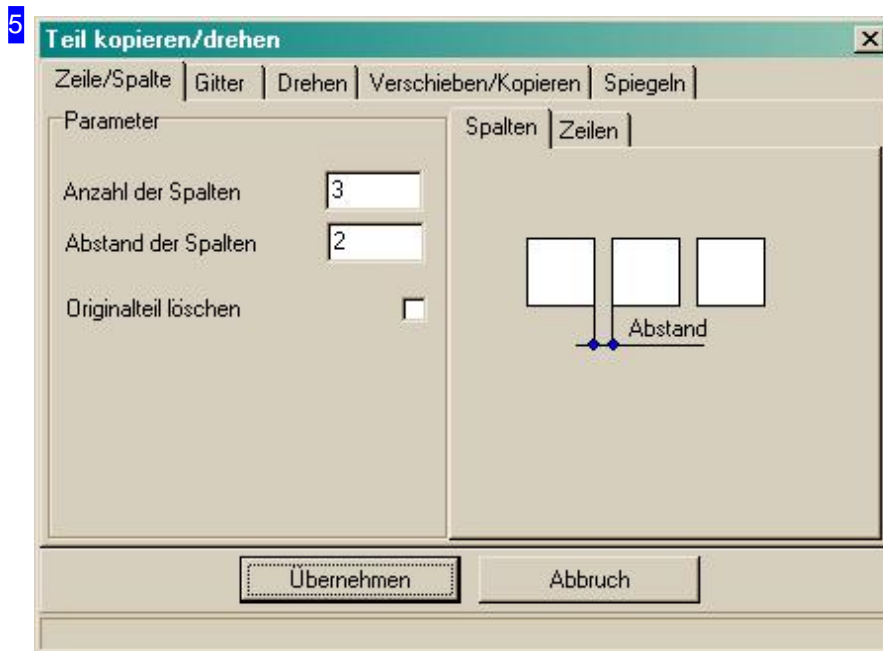 5
Teil kopieren/drehen
Zeile/Spalte Gitter Drehen Verschieben/Kopieren Spiegeln
Parameter
Spalten Zeilen
Anzahl der Spalten 3
Abstand der Spalten 2
Originalteil löschen
Abstand
Übernehmen Abbruch